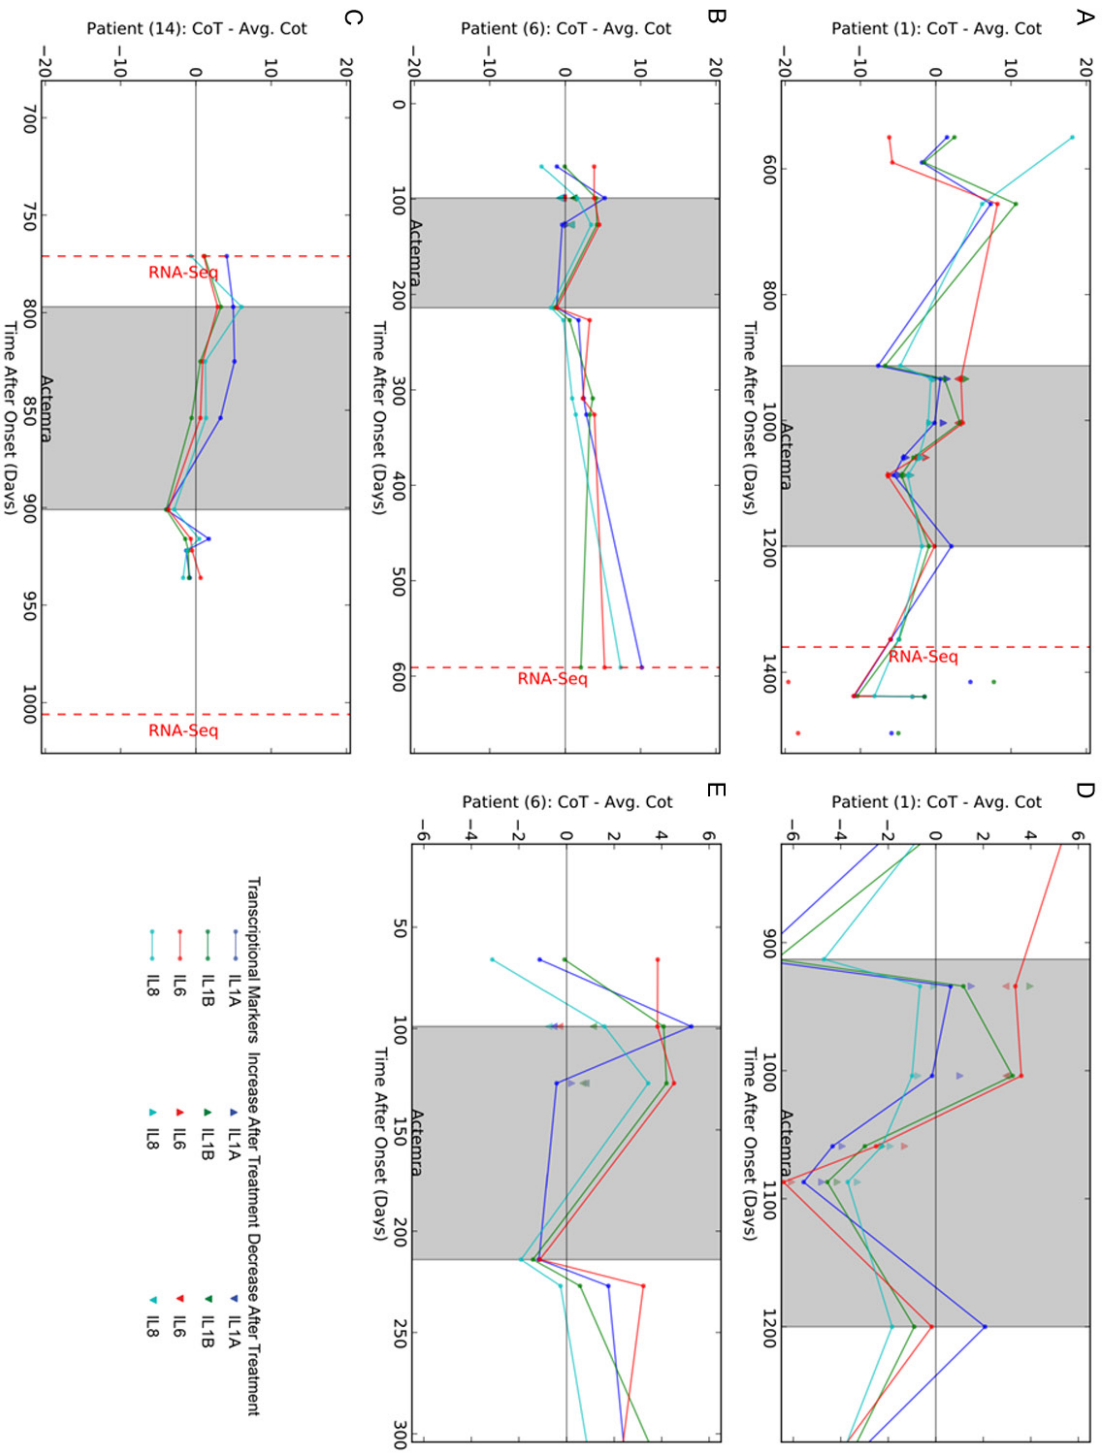 A
Patient (1): CoT - Avg. Cot
20
10
0
−10
−20
600
800
1000
1200
1400
Actemra
RNA-Seq
Time After Onset (Days)
B
Patient (6): CoT - Avg. Cot
20
10
0
−10
−20
0
100
200
300
400
500
600
Actemra
RNA-Seq
Time After Onset (Days)
C
Patient (14): CoT - Avg. Cot
20
10
0
−10
−20
700
750
800
850
900
950
1000
RNA-Seq
Actemra
RNA-Seq
Time After Onset (Days)
D
Patient (1): CoT - Avg. Cot
6
4
2
0
−2
−4
−6
900
1000
1100
1200
Actemra
Time After Onset (Days)
E
Patient (6): CoT - Avg. Cot
6
4
2
0
−2
−4
−6
50
100
150
200
250
300
Actemra
Time After Onset (Days)
Transcriptional Markers Increase After Treatment Decrease After Treatment
IL1A IL1A IL1A
IL1B IL1B IL1B
IL6 IL6 IL6
IL8 IL8 IL8